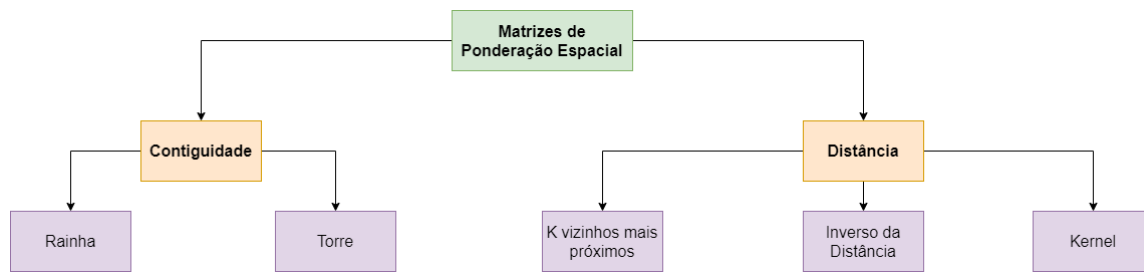 Matrizes de
Ponderação Espacial
Contiguidade
Distância
Rainha
Torre
K vizinhos mais
próximos
Inverso da
Distância
Kernel